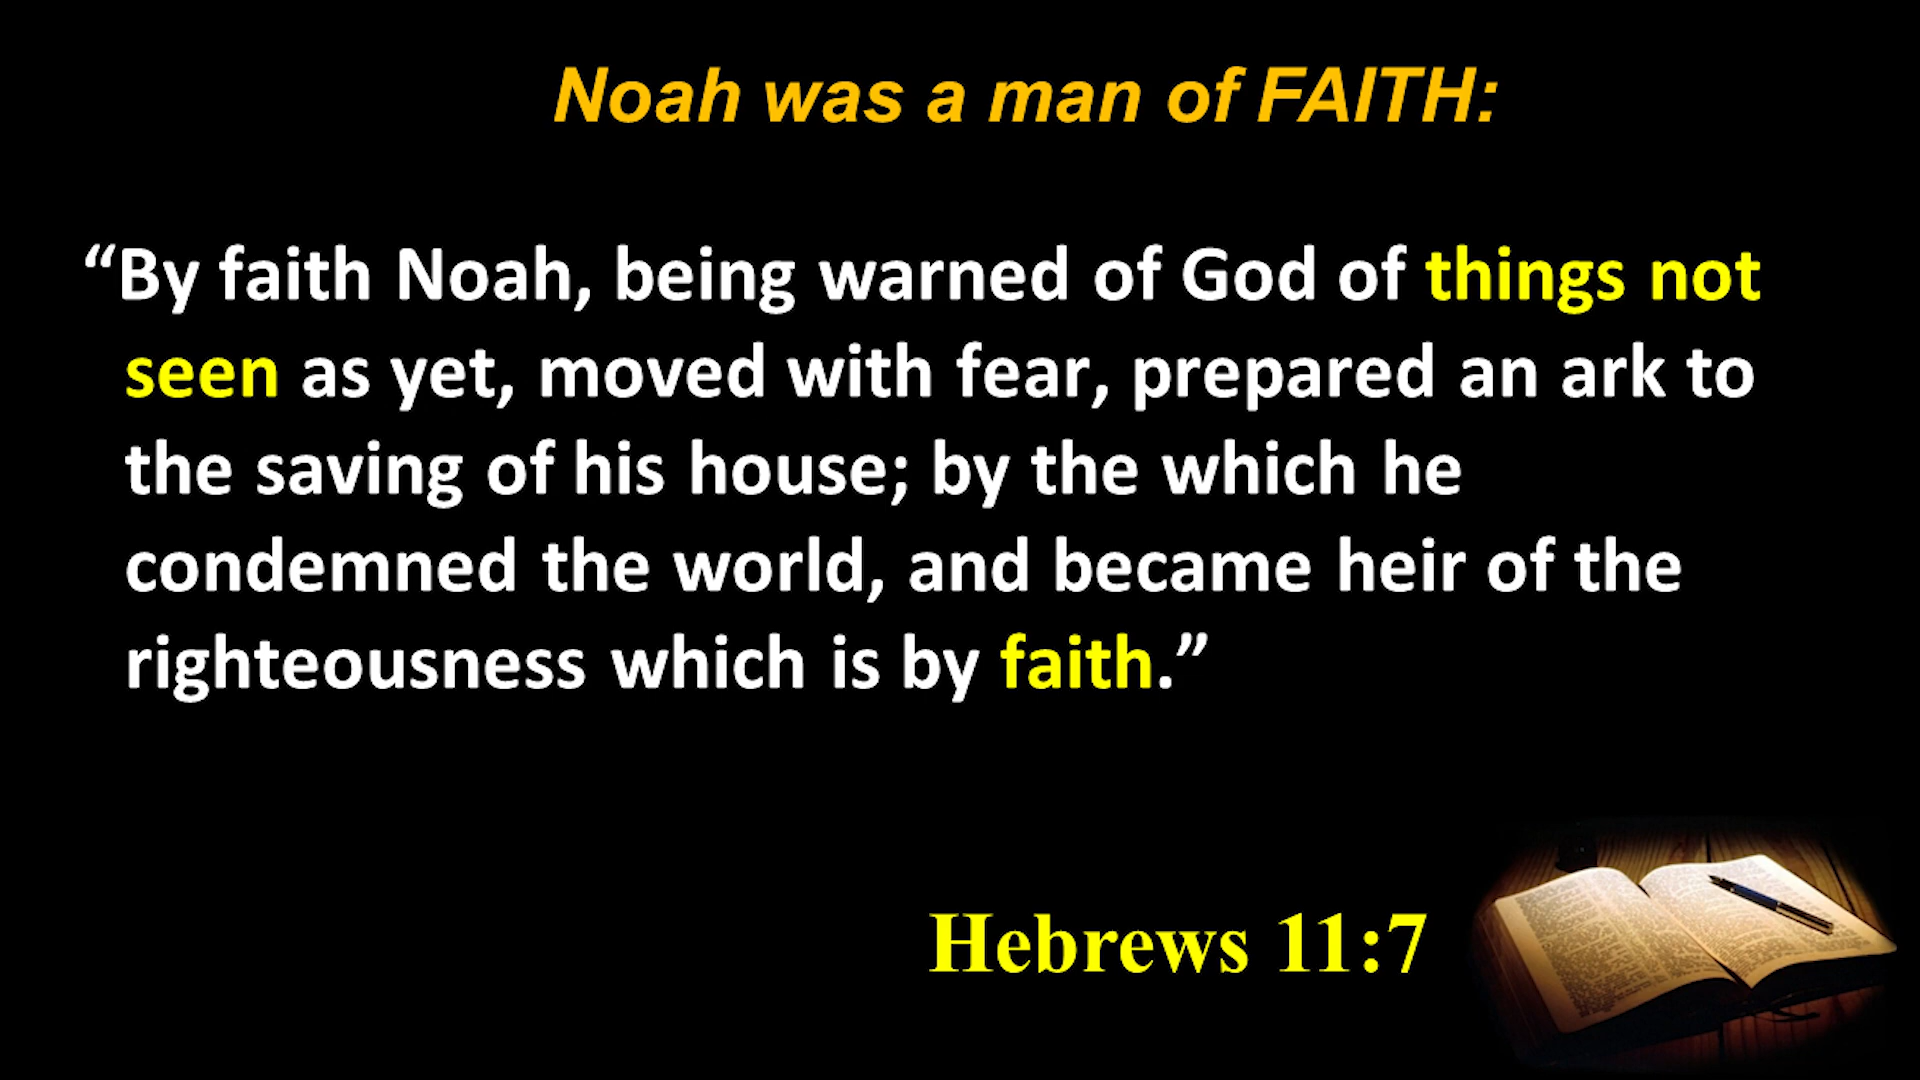 Noah was a man of FAITH:
“By faith Noah, being warned of God of things not
seen as yet, moved with fear, prepared an ark to
the saving of his house; by the which he
condemned the world, and became heir of the
righteousness which is by faith.”
Hebrews 11:7